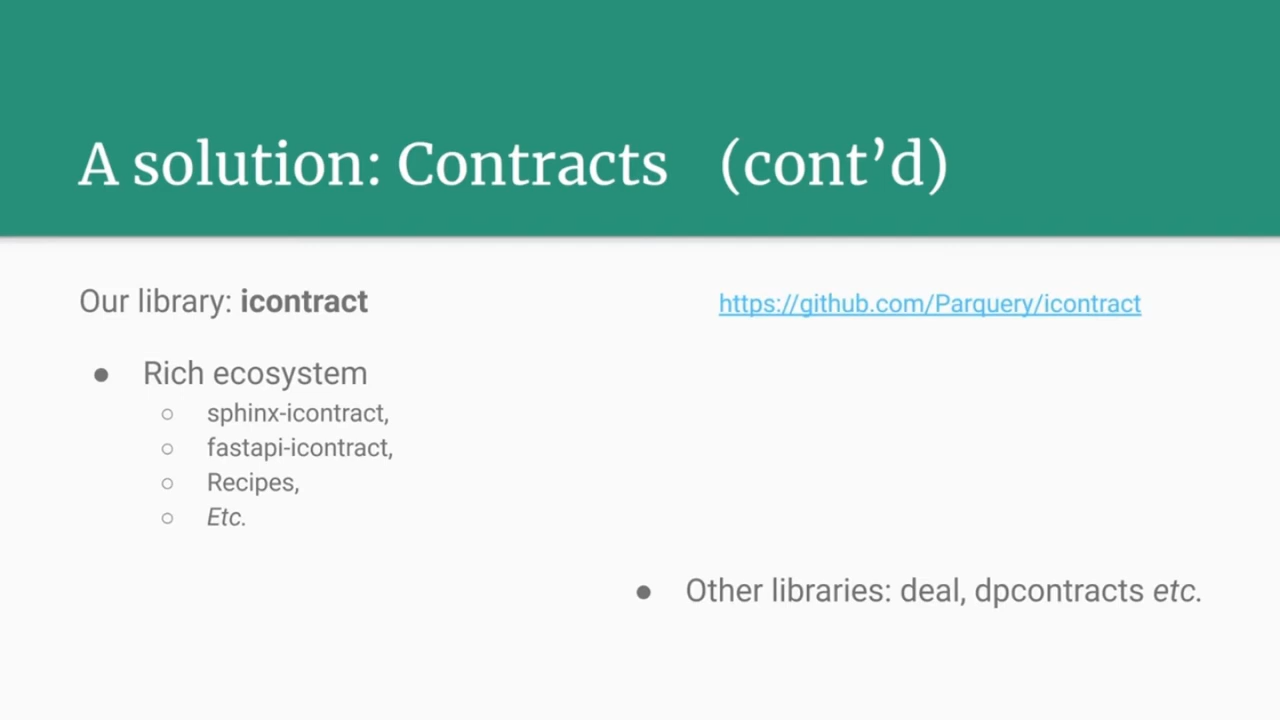 A solution: Contracts (cont’d)
Our library: icontract
https://github.com/Parquery/icontract
● Rich ecosystem
○ sphinx-icontract,
○ fastapi-icontract,
○ Recipes,
○ Etc.
● Other libraries: deal, dpcontracts etc.